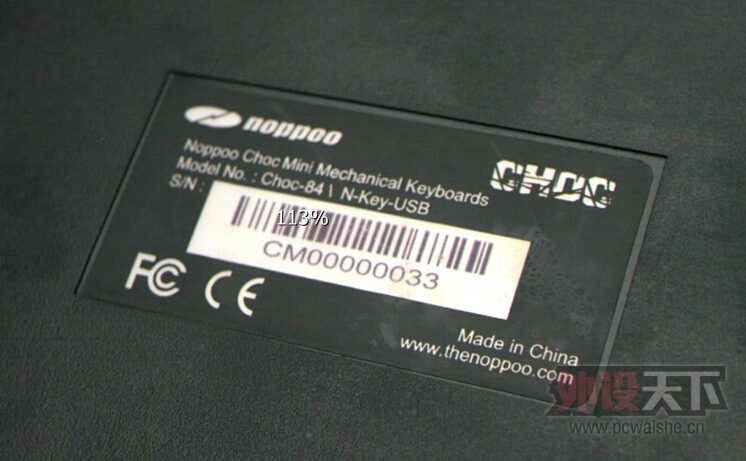 noppoo
CHOC
Noppoo Choc Mini Mechanical Keyboards
Model No. : Choc-84 \ N-Key-USB
S/N :
113%
CM00000033
FC CE
Made in China
www.thenoppoo.com
外设天下
www.pcwaishe.cn